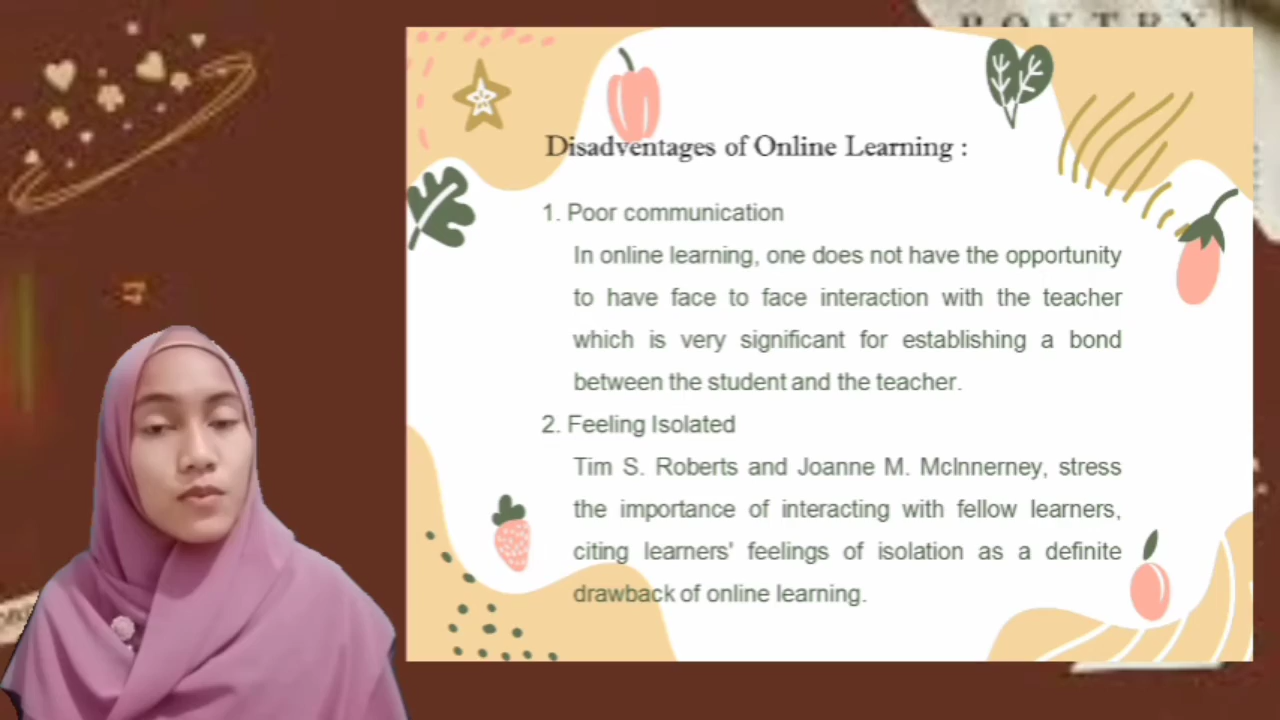 POETRY
Disadventages of Online Learning :
1. Poor communication
In online learning, one does not have the opportunity
to have face to face interaction with the teacher
which is very significant for establishing a bond
between the student and the teacher.
2. Feeling Isolated
Tim S. Roberts and Joanne M. McInnerney, stress
the importance of interacting with fellow learners,
citing learners' feelings of isolation as a definite
drawback of online learning.